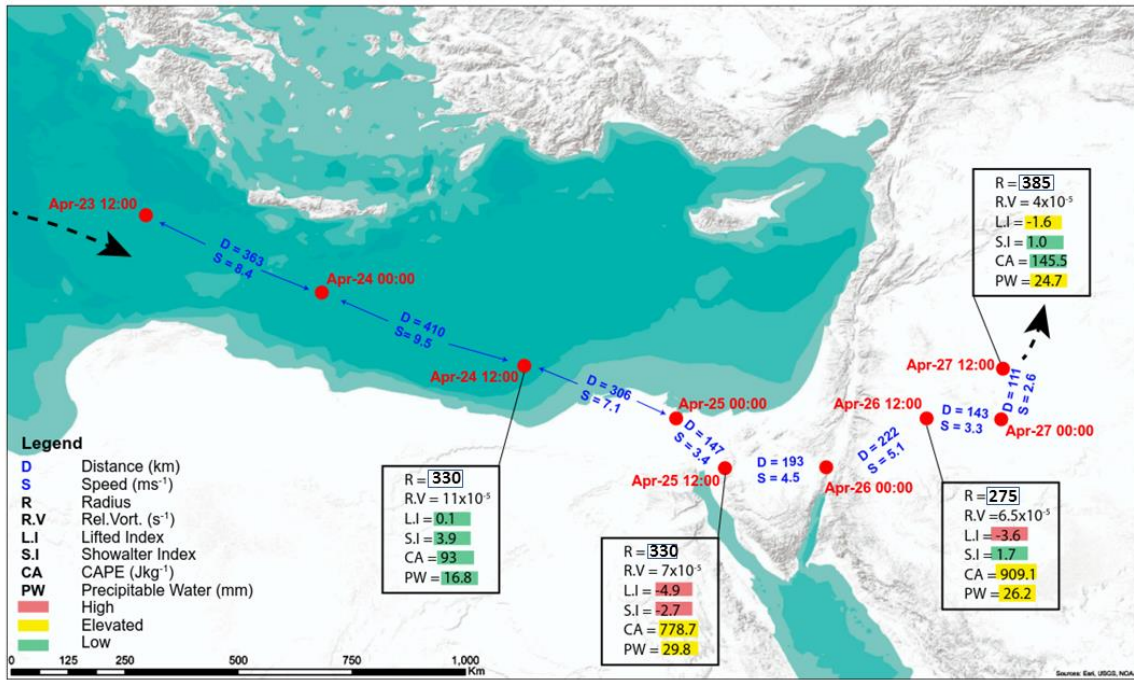 Apr-23 12:00
D = 363
S = 8.4
Apr-24 00:00
D = 410
S= 9.5
Apr-24 12:00
D = 306
S = 7.1
Apr-25 00:00
D = 147
S = 3.4
Apr-25 12:00
D = 193
S = 4.5
Apr-26 00:00
D = 222
S = 5.1
Apr-26 12:00
D = 143
S = 3.3
Apr-27 00:00
D = 111
S = 2.6
Apr-27 12:00
R = 385
R.V = 4x10⁻⁵
L.I = -1.6
S.I = 1.0
CA = 145.5
PW = 24.7
R = 330
R.V = 11x10⁻⁵
L.I = 0.1
S.I = 3.9
CA = 93
PW = 16.8
R = 330
R.V = 7x10⁻⁵
L.I = -4.9
S.I = -2.7
CA = 778.7
PW = 29.8
R = 275
R.V =6.5x10⁻⁵
L.I = -3.6
S.I = 1.7
CA = 909.1
PW = 26.2
Legend
D Distance (km)
S Speed (ms⁻¹)
R Radius
R.V Rel.Vort. (s⁻¹)
L.I Lifted Index
S.I Showalter Index
CA CAPE (Jkg⁻¹)
PW Precipitable Water (mm)
High
Elevated
Low
0 125 250 500 750 1,000
Km
Sources: Esri, USGS, NOA